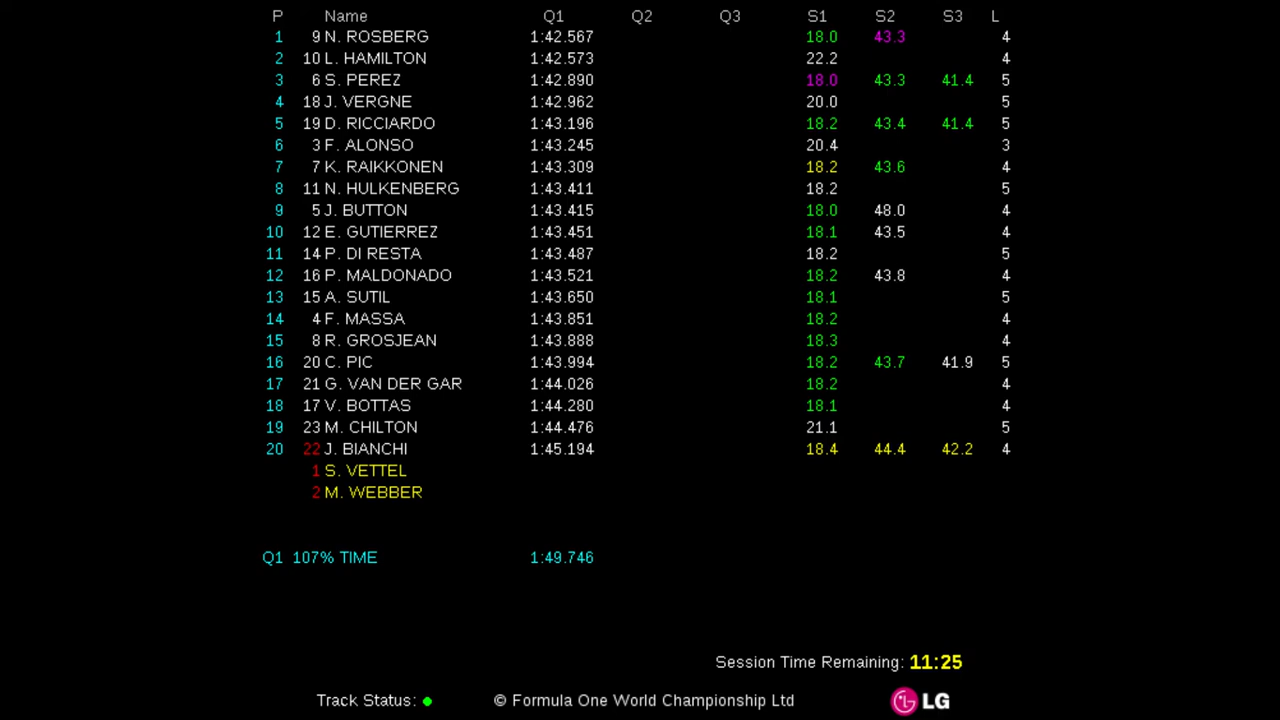 P Name Q1 Q2 Q3 S1 S2 S3 L
1 9 N. ROSBERG 1:42.567 18.0 43.3 4
2 10 L. HAMILTON 1:42.573 22.2 4
3 6 S. PEREZ 1:42.890 18.0 43.3 41.4 5
4 18 J. VERGNE 1:42.962 20.0 5
5 19 D. RICCIARDO 1:43.196 18.2 43.4 41.4 5
6 3 F. ALONSO 1:43.245 20.4 3
7 7 K. RAIKKONEN 1:43.309 18.2 43.6 4
8 11 N. HULKENBERG 1:43.411 18.2 5
9 5 J. BUTTON 1:43.415 18.0 48.0 4
10 12 E. GUTIERREZ 1:43.451 18.1 43.5 4
11 14 P. DI RESTA 1:43.487 18.2 5
12 16 P. MALDONADO 1:43.521 18.2 43.8 4
13 15 A. SUTIL 1:43.650 18.1 5
14 4 F. MASSA 1:43.851 18.2 4
15 8 R. GROSJEAN 1:43.888 18.3 4
16 20 C. PIC 1:43.994 18.2 43.7 41.9 5
17 21 G. VAN DER GAR 1:44.026 18.2 4
18 17 V. BOTTAS 1:44.280 18.1 4
19 23 M. CHILTON 1:44.476 21.1 5
20 22 J. BIANCHI 1:45.194 18.4 44.4 42.2 4
1 S. VETTEL
2 M. WEBBER
Q1 107% TIME 1:49.746
Session Time Remaining: 11:25
Track Status: © Formula One World Championship Ltd LG